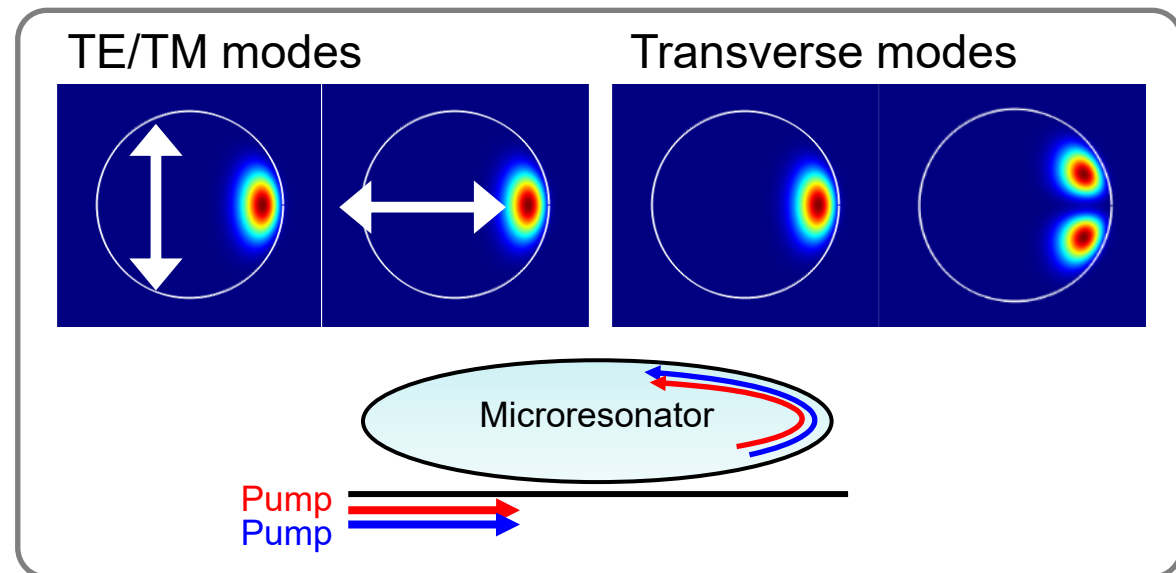 TE/TM modes
Transverse modes
Microresonator
Pump
Pump